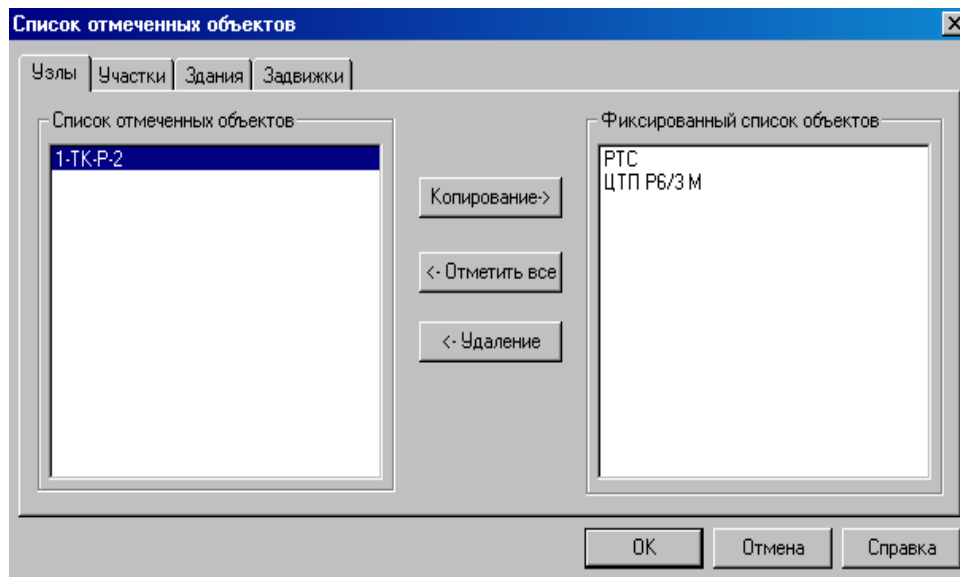 Список отмеченных объектов
Узлы Участки Здания Задвижки
Список отмеченных объектов
1-ТК-Р-2
Копирование->
<- Отметить все
<- Удаление
Фиксированный список объектов
РТС
ЦТП Р6/3 М
OK Отмена Справка